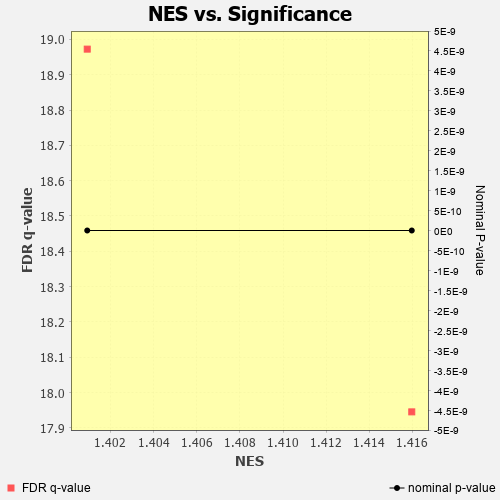 NES vs. Significance
FDR q-value
19.0
18.9
18.8
18.7
18.6
18.5
18.4
18.3
18.2
18.1
18.0
17.9
5E-9
4.5E-9
4E-9
3.5E-9
3E-9
2.5E-9
2E-9
1.5E-9
1E-9
5E-10
0E0
-5E-10
-1E-9
-1.5E-9
-2E-9
-2.5E-9
-3E-9
-3.5E-9
-4E-9
-4.5E-9
-5E-9
Nominal P-value
1.402 1.404 1.406 1.408 1.410 1.412 1.414 1.416
NES
FDR q-value nominal p-value